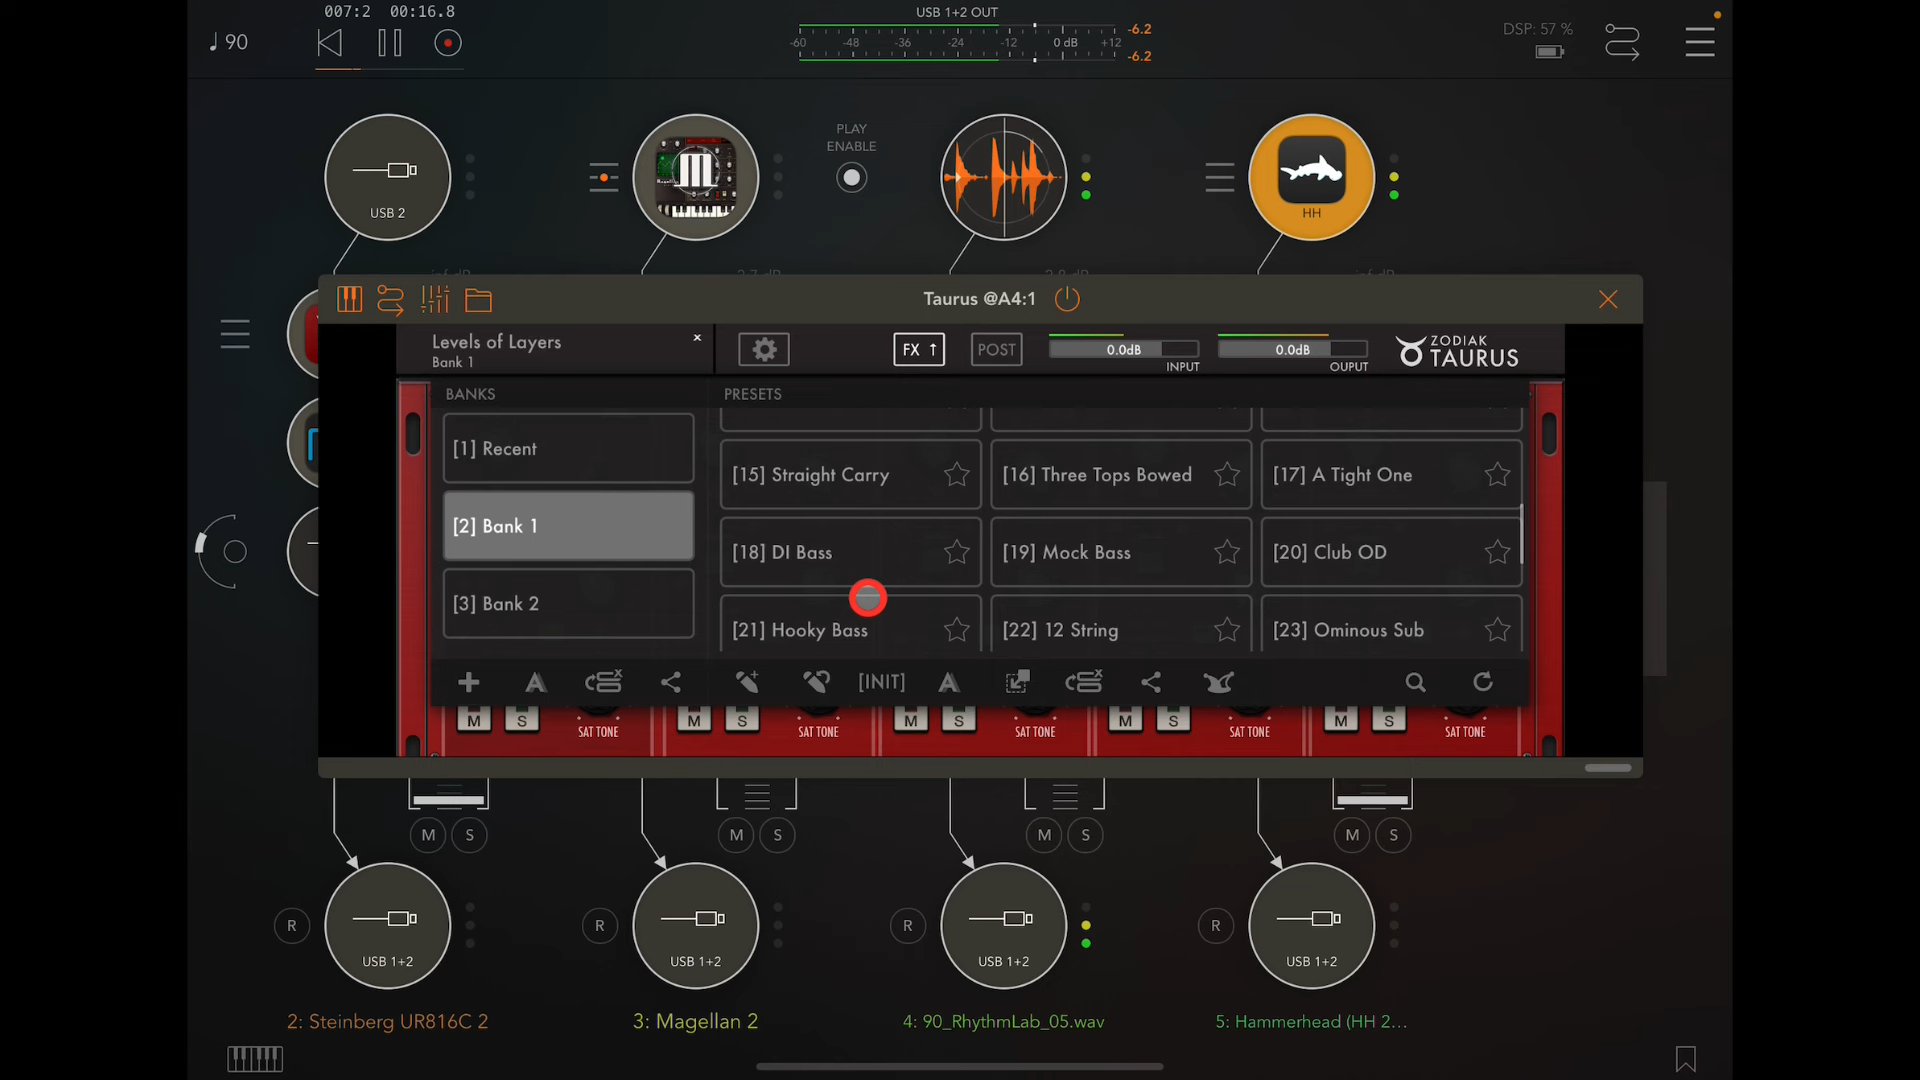 007:2 00:16.8
USB 1+2 OUT
90
-60 -48 -36 -24 -12 0 dB +12
-6.2
-6.2
DSP: 57 %
USB 2
PLAY
ENABLE
HH
Taurus @A4:1
Levels of Layers
Bank 1
×
FX ↑
POST
0.0dB
INPUT
0.0dB
OUPUT
ZODIAK
TAURUS
BANKS
PRESETS
[1] Recent
[2] Bank 1
[3] Bank 2
[15] Straight Carry
[16] Three Tops Bowed
[17] A Tight One
[18] DI Bass
[19] Mock Bass
[20] Club OD
[21] Hooky Bass
[22] 12 String
[23] Ominous Sub
[INIT]
M S SAT TONE
M S SAT TONE
M S SAT TONE
M S SAT TONE
M S SAT TONE
M S
M S
M S
M S
R USB 1+2
R USB 1+2
R USB 1+2
R USB 1+2
2: Steinberg UR816C 2
3: Magellan 2
4: 90_RhythmLab_05.wav
5: Hammerhead (HH 2...